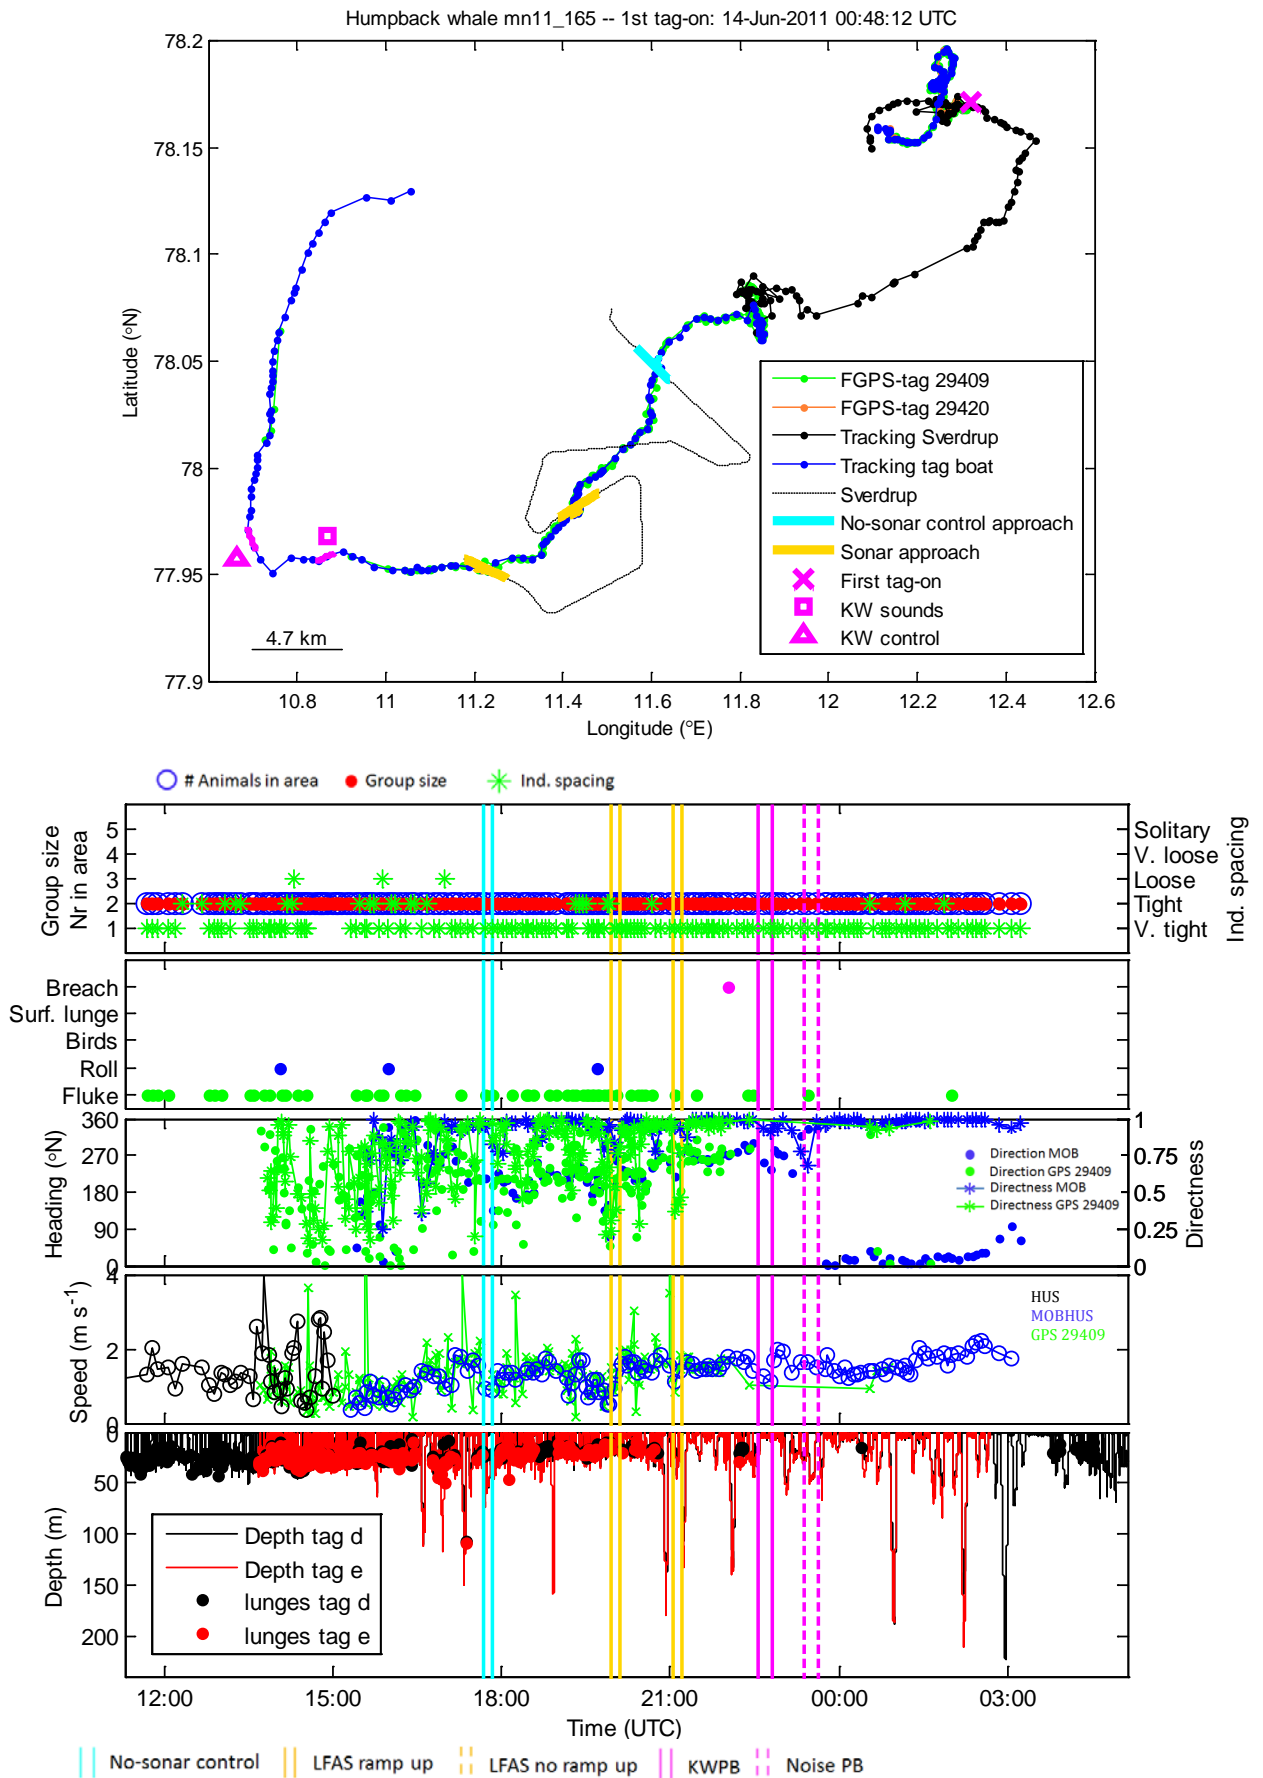 Humpback whale mn11_165 -- 1st tag-on: 14-Jun-2011 00:48:12 UTC
78.2
78.15
78.1
78.05
78
77.95
77.9
Latitude (°N)
FGPS-tag 29409
FGPS-tag 29420
Tracking Sverdrup
Tracking tag boat
Sverdrup
No-sonar control approach
Sonar approach
First tag-on
KW sounds
KW control
4.7 km
10.8 11 11.2 11.4 11.6 11.8 12 12.2 12.4 12.6
Longitude (°E)
# Animals in area Group size Ind. spacing
Group size
Nr in area
5 Solitary
4 V. loose
3 Loose
2 Tight
1 V. tight
Ind. spacing
Breach
Surf. lunge
Birds
Roll
Fluke
Heading (°N)
360 1
270 0.75
180 0.5
90 0.25
0 0
Directness
Direction MOB
Direction GPS 29409
Directness MOB
Directness GPS 29409
Speed (m s-1)
4
2
0
HUS
MOBHUS
GPS 29409
Depth (m)
0
50
100
150
200
Depth tag d
Depth tag e
lunges tag d
lunges tag e
12:00 15:00 18:00 21:00 00:00 03:00
Time (UTC)
No-sonar control LFAS ramp up LFAS no ramp up KWPB Noise PB